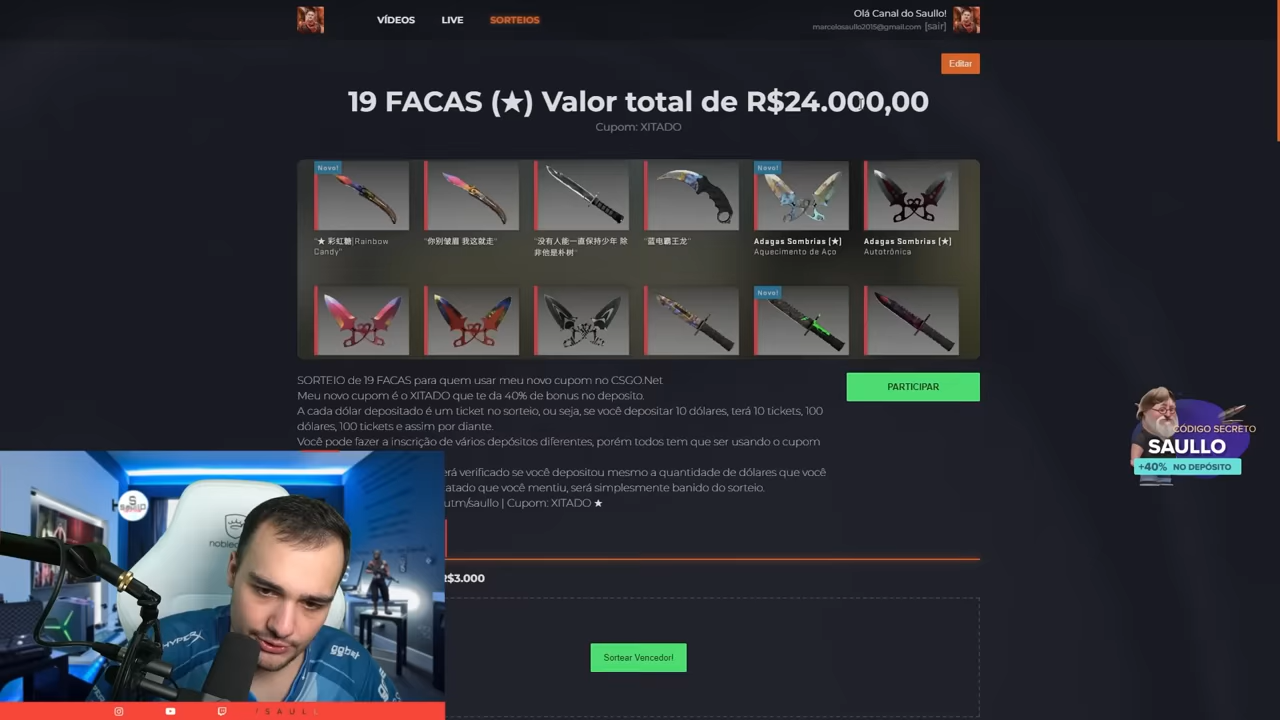 VÍDEOS LIVE SORTEIOS
Olá Canal do Saullo!
marcelosaullo2015@gmail.com [sair]
Editar
19 FACAS (★) Valor total de R$24.000,00
Cupom: XITADO
Novo!
Novo!
"★ 彩虹糖|Rainbow
Candy"
"你别皱眉 我这就走"
"没有人能一直保持少年 除
非他是朴树"
"蓝电霸王龙"
Adagas Sombrias [★]
Aquecimento de Aço
Adagas Sombrias [★]
Autotrônica
Novo!
SORTEIO de 19 FACAS para quem usar meu novo cupom no CSGO.Net
Meu novo cupom é o XITADO que te da 40% de bonus no deposito.
A cada dólar depositado é um ticket no sorteio, ou seja, se você depositar 10 dólares, terá 10 tickets, 100
dólares, 100 tickets e assim por diante.
Você pode fazer a inscrição de vários depósitos diferentes, porém todos tem que ser usando o cupom
erá verificado se você depositou mesmo a quantidade de dólares que você
atado que você mentiu, será simplesmente banido do sorteio.
utm/saullo | Cupom: XITADO ★
PARTICIPAR
CÓDIGO SECRETO
SAULLO
+40% NO DEPÓSITO
R$3.000
Sortear Vencedor!
noblec
HYPERX
ggbet
! S A U L L